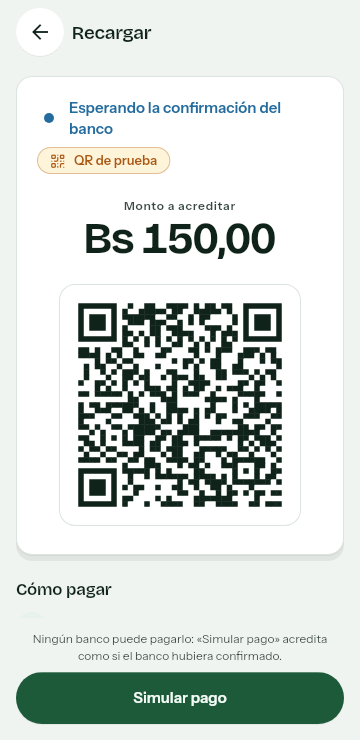 Recargar
Esperando la confirmación del
banco
QR de prueba
Monto a acreditar
Bs 150,00
Cómo pagar
Ningún banco puede pagarlo: «Simular pago» acredita
como si el banco hubiera confirmado.
Simular pago